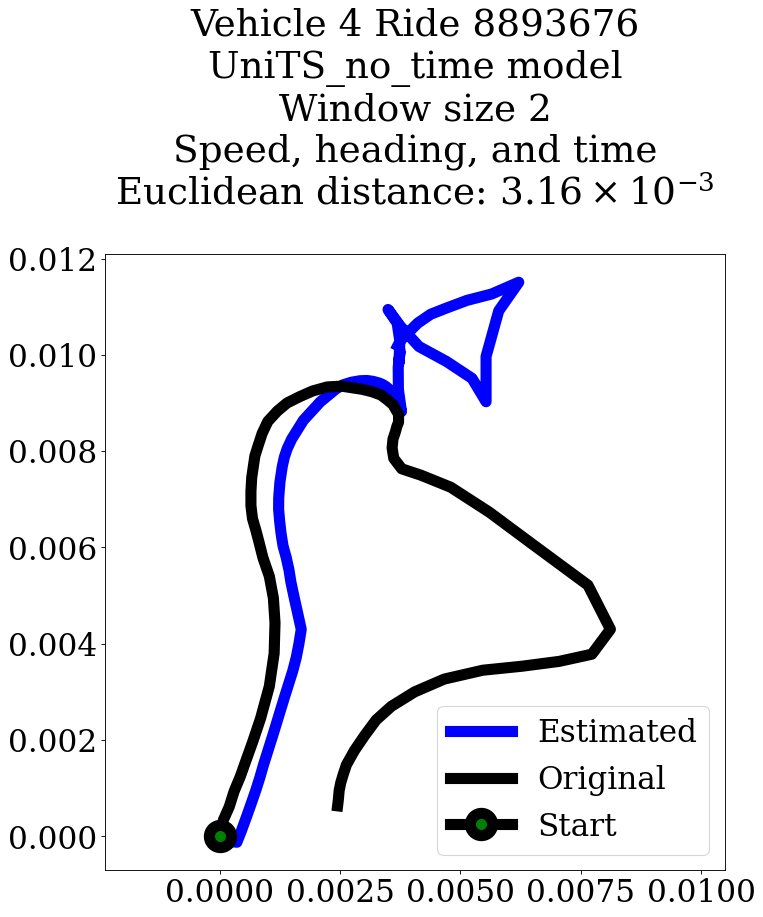 Vehicle 4 Ride 8893676
UniTS_no_time model
Window size 2
Speed, heading, and time
Euclidean distance: 3.16 × 10⁻³
0.012
0.010
0.008
0.006
0.004
0.002
0.000
Estimated
Original
Start
0.0000 0.0025 0.0050 0.0075 0.0100